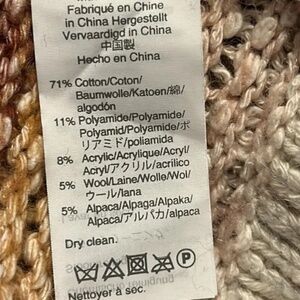 Fabriqué en Chine
in China Hergestellt
Vervaardigd in China
中国製
Hecho en China
71% Cotton/Coton/
Baumwolle/Katoen/綿/
algodón
11% Polyamide/Polyamide/
Polyamid/Polyamide/ポ
リアミド/poliamida
8% Acrylic/Acrylique/Acryl/
Acryl/アクリル/acrílico
5% Wool/Laine/Wolle/Wol/
ウール/lana
5% Alpaca/Alpaga/Alpaka/
Alpaca/アルパカ/alpaca
Dry clean.
P
Nettoyer à sec.